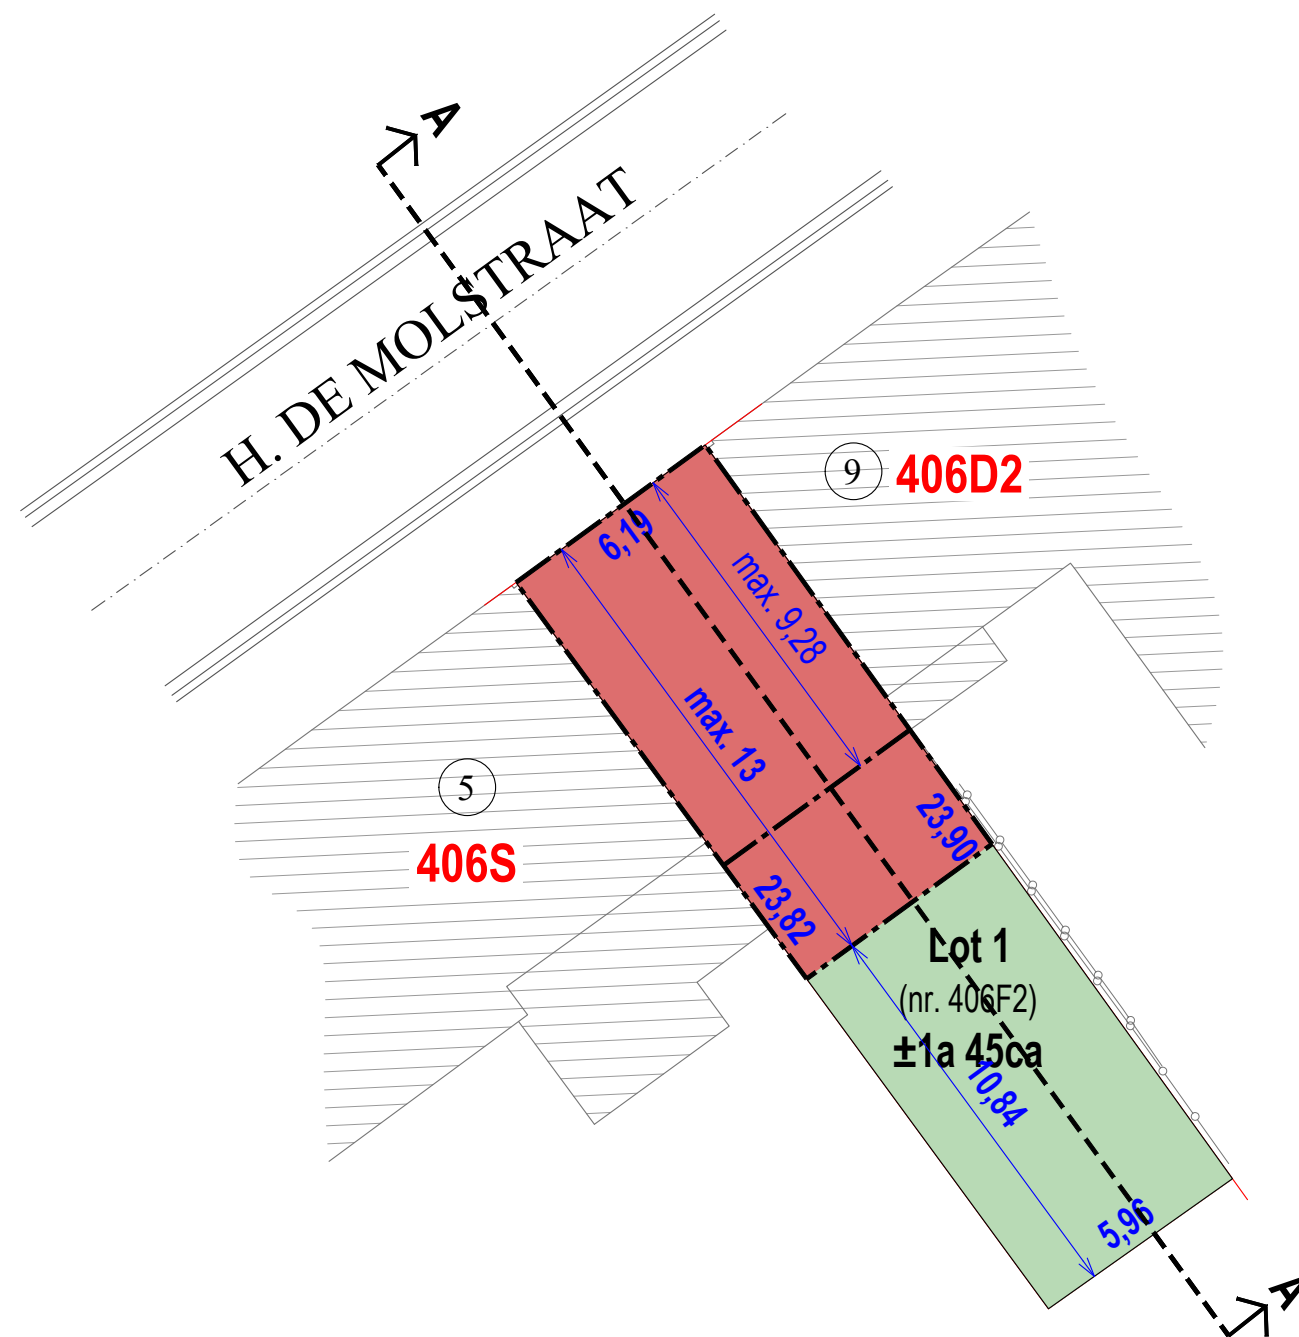 A
H. DE MOLSTRAAT
9
406D2
6,19
max. 9,28
max. 13
5
406S
23,90
23,82
Lot 1
(nr. 406F2)
±1a 45ca
10,84
5,96
A